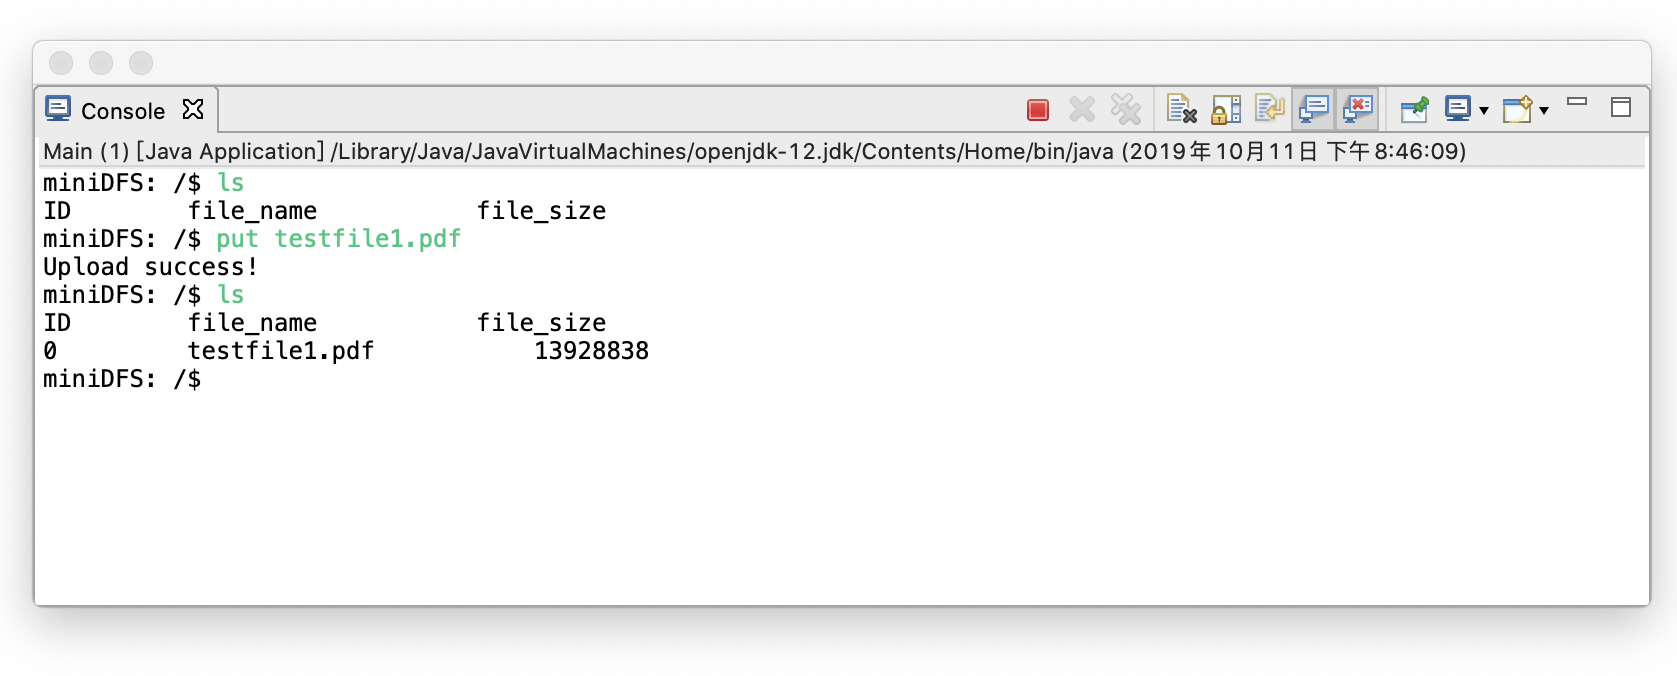 Console
Main (1) [Java Application] /Library/Java/JavaVirtualMachines/openjdk-12.jdk/Contents/Home/bin/java (2019年10月11日 下午8:46:09)
miniDFS: /$ ls
ID file_name file_size
miniDFS: /$ put testfile1.pdf
Upload success!
miniDFS: /$ ls
ID file_name file_size
0 testfile1.pdf 13928838
miniDFS: /$